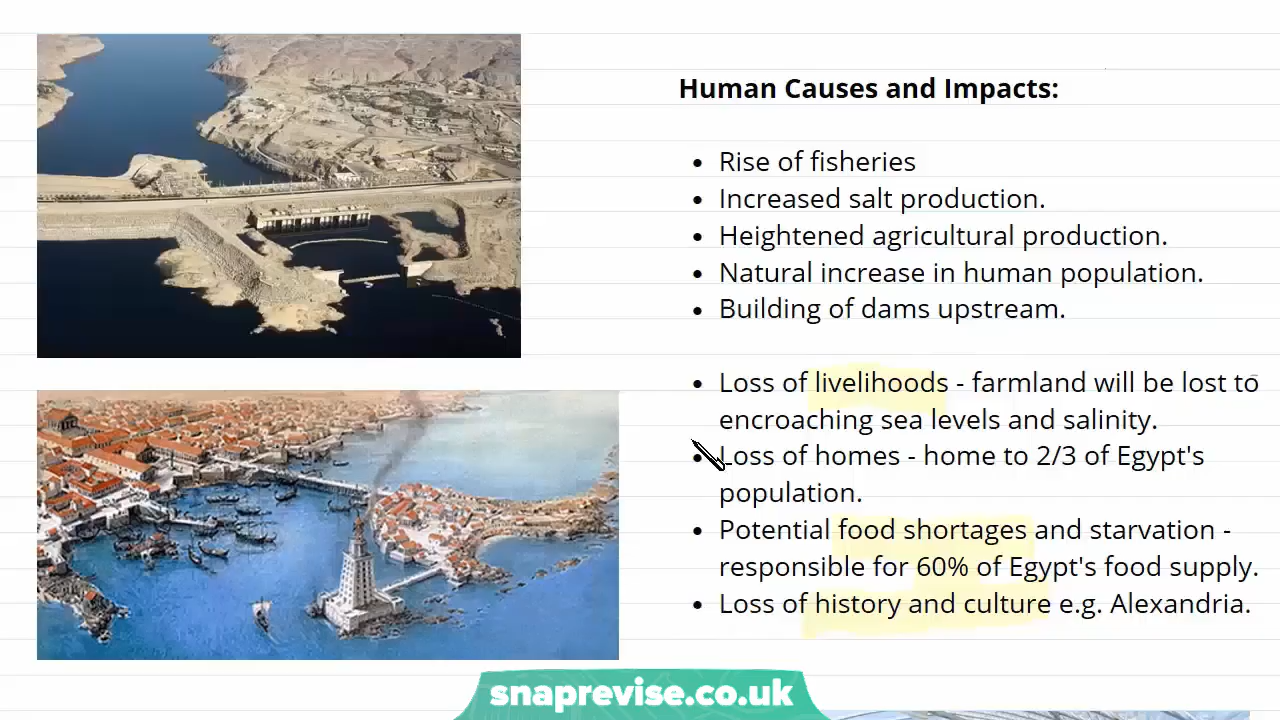 Human Causes and Impacts:
• Rise of fisheries
• Increased salt production.
• Heightened agricultural production.
• Natural increase in human population.
• Building of dams upstream.
• Loss of livelihoods - farmland will be lost to
encroaching sea levels and salinity.
• Loss of homes - home to 2/3 of Egypt's
population.
• Potential food shortages and starvation -
responsible for 60% of Egypt's food supply.
• Loss of history and culture e.g. Alexandria.
snaprevise.co.uk